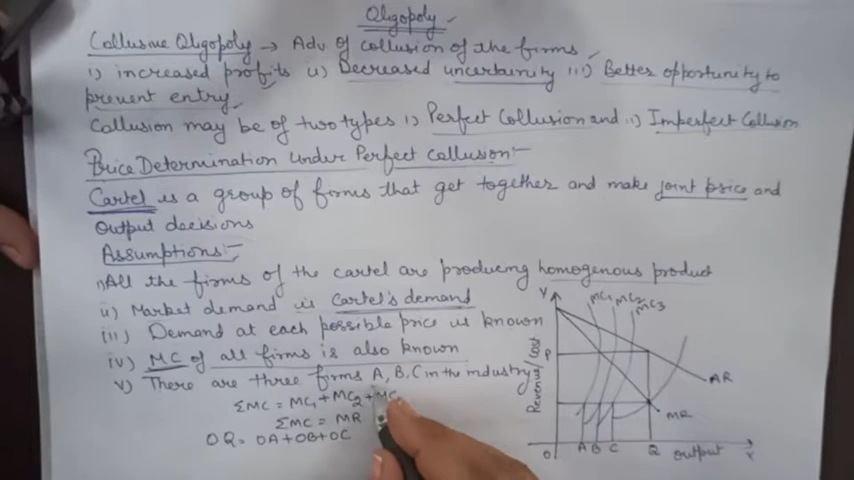 Oligopoly
Collusive Oligopoly → Adv of collusion of the firms
i) increased profits ii) Decreased uncertainity iii) Better opportunity to
prevent entry
Collusion may be of two types i) Perfect Collusion and ii) Imperfect Collusion
Price Determination Under Perfect Collusion:-
Cartel is a group of firms that get together and make joint price and
Output decisions
Assumptions:-
i) All the firms of the cartel are producing homogenous product
ii) Market demand is Cartel's demand
(iii) Demand at each possible price is known
iv) MC of all firms is also known
v) There are three firms A, B, C in the industry
ΣMC = MC1 + MC2 + MC
ΣMC = MR
OQ = OA + OB + OC
Y
MC1 MC2 MC3
P
Revenue/Cost
AR
MR
O A B C Q Output X